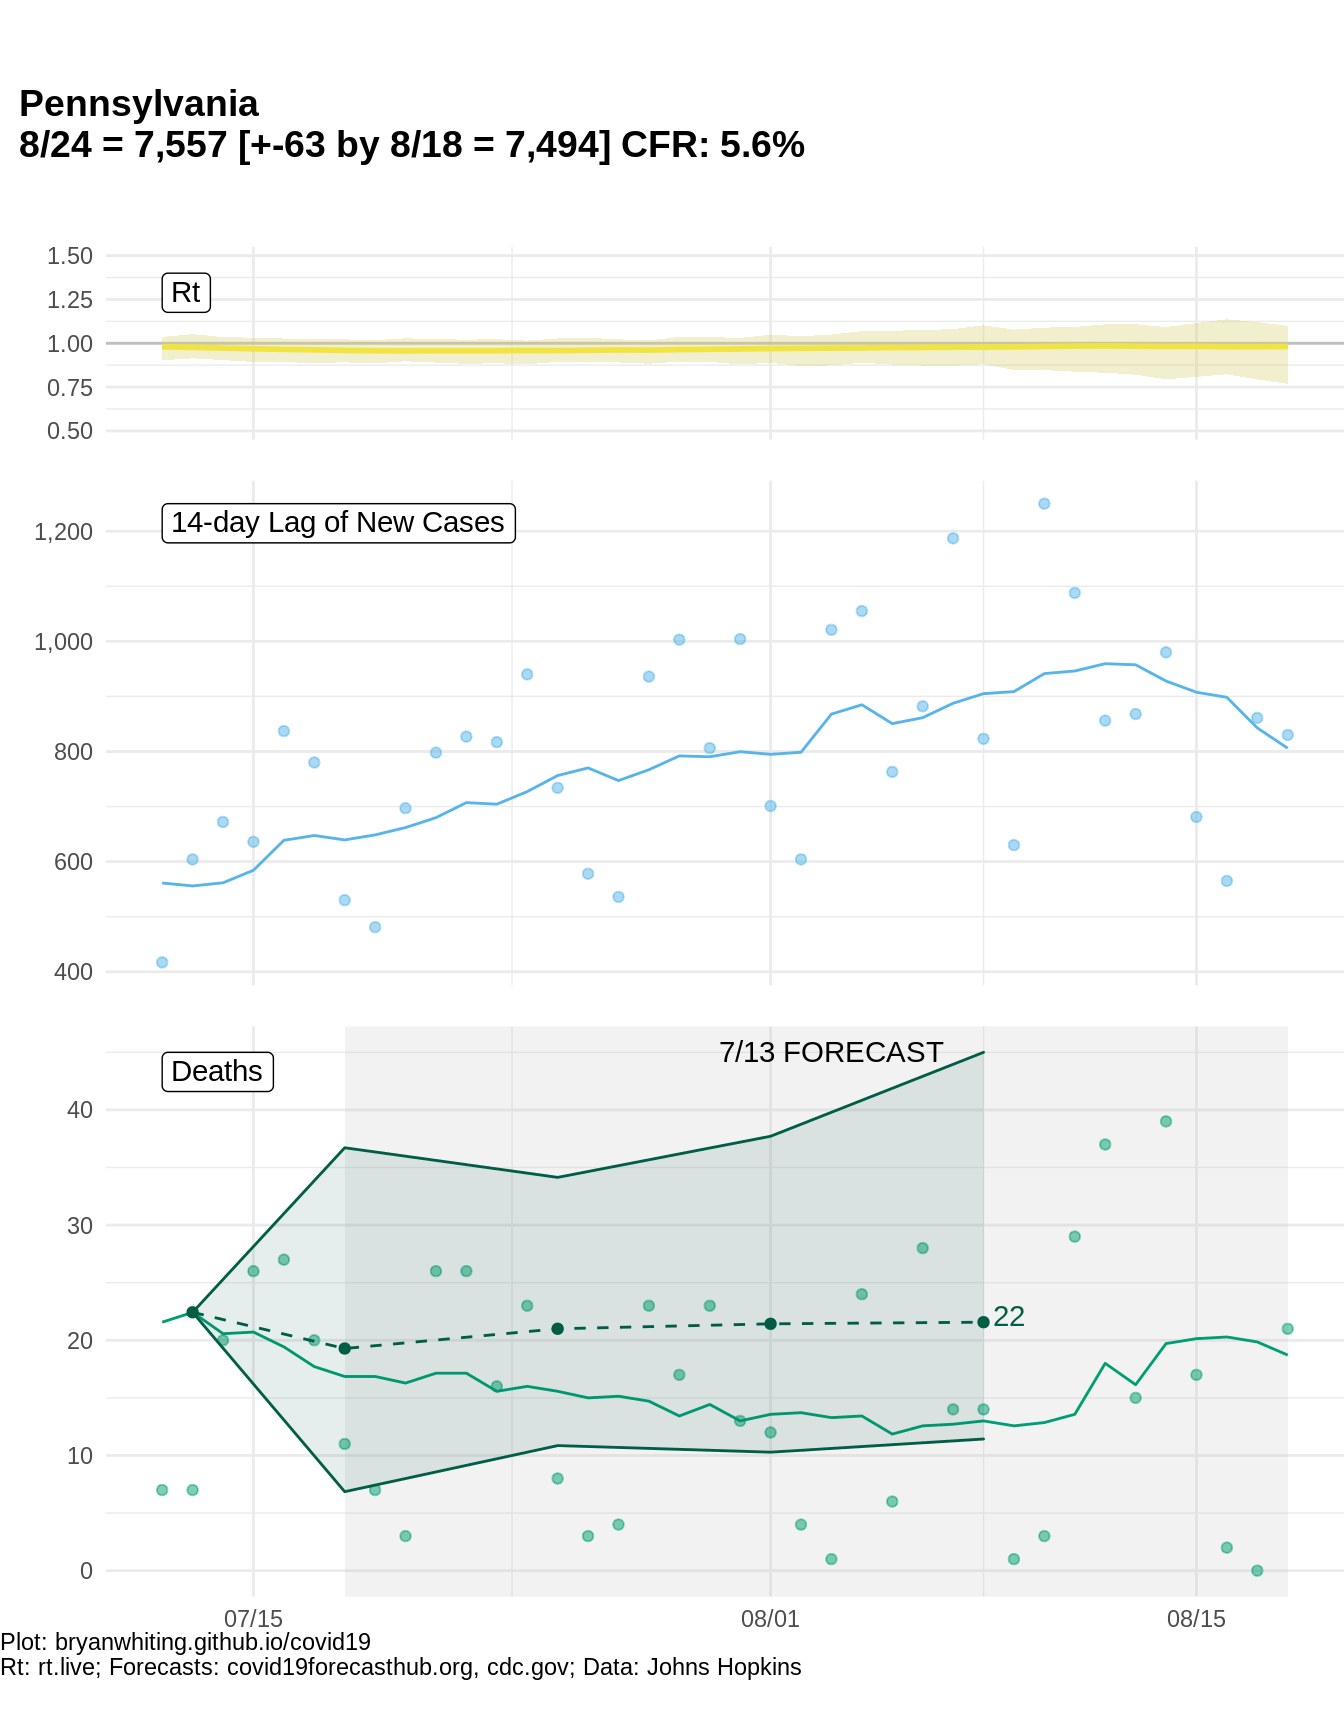 Pennsylvania
8/24 = 7,557 [+-63 by 8/18 = 7,494] CFR: 5.6%
1.50
1.25
1.00
0.75
0.50
Rt
1,200
1,000
800
600
400
14-day Lag of New Cases
40
30
20
10
0
Deaths
7/13 FORECAST
22
07/15
08/01
08/15
Plot: bryanwhiting.github.io/covid19
Rt: rt.live; Forecasts: covid19forecasthub.org, cdc.gov; Data: Johns Hopkins